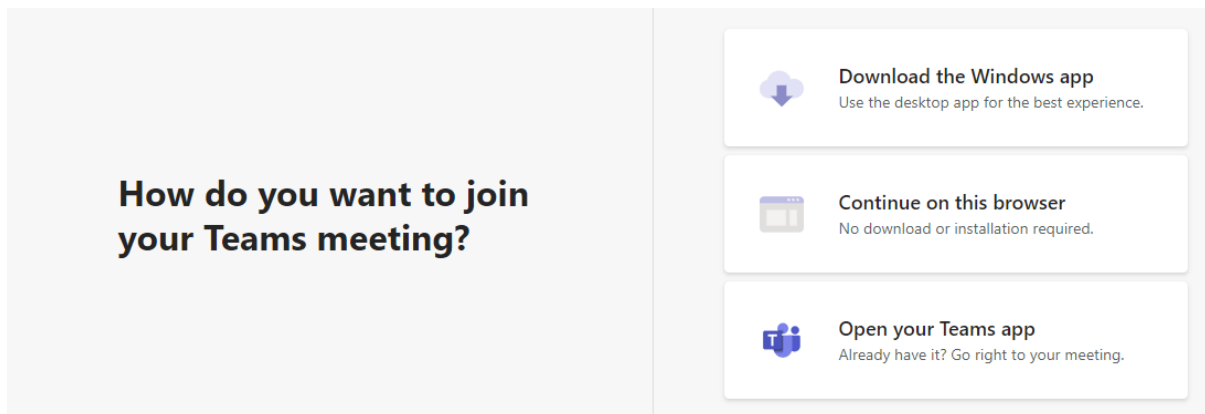 How do you want to join
your Teams meeting?
Download the Windows app
Use the desktop app for the best experience.
Continue on this browser
No download or installation required.
T
Open your Teams app
Already have it? Go right to your meeting.